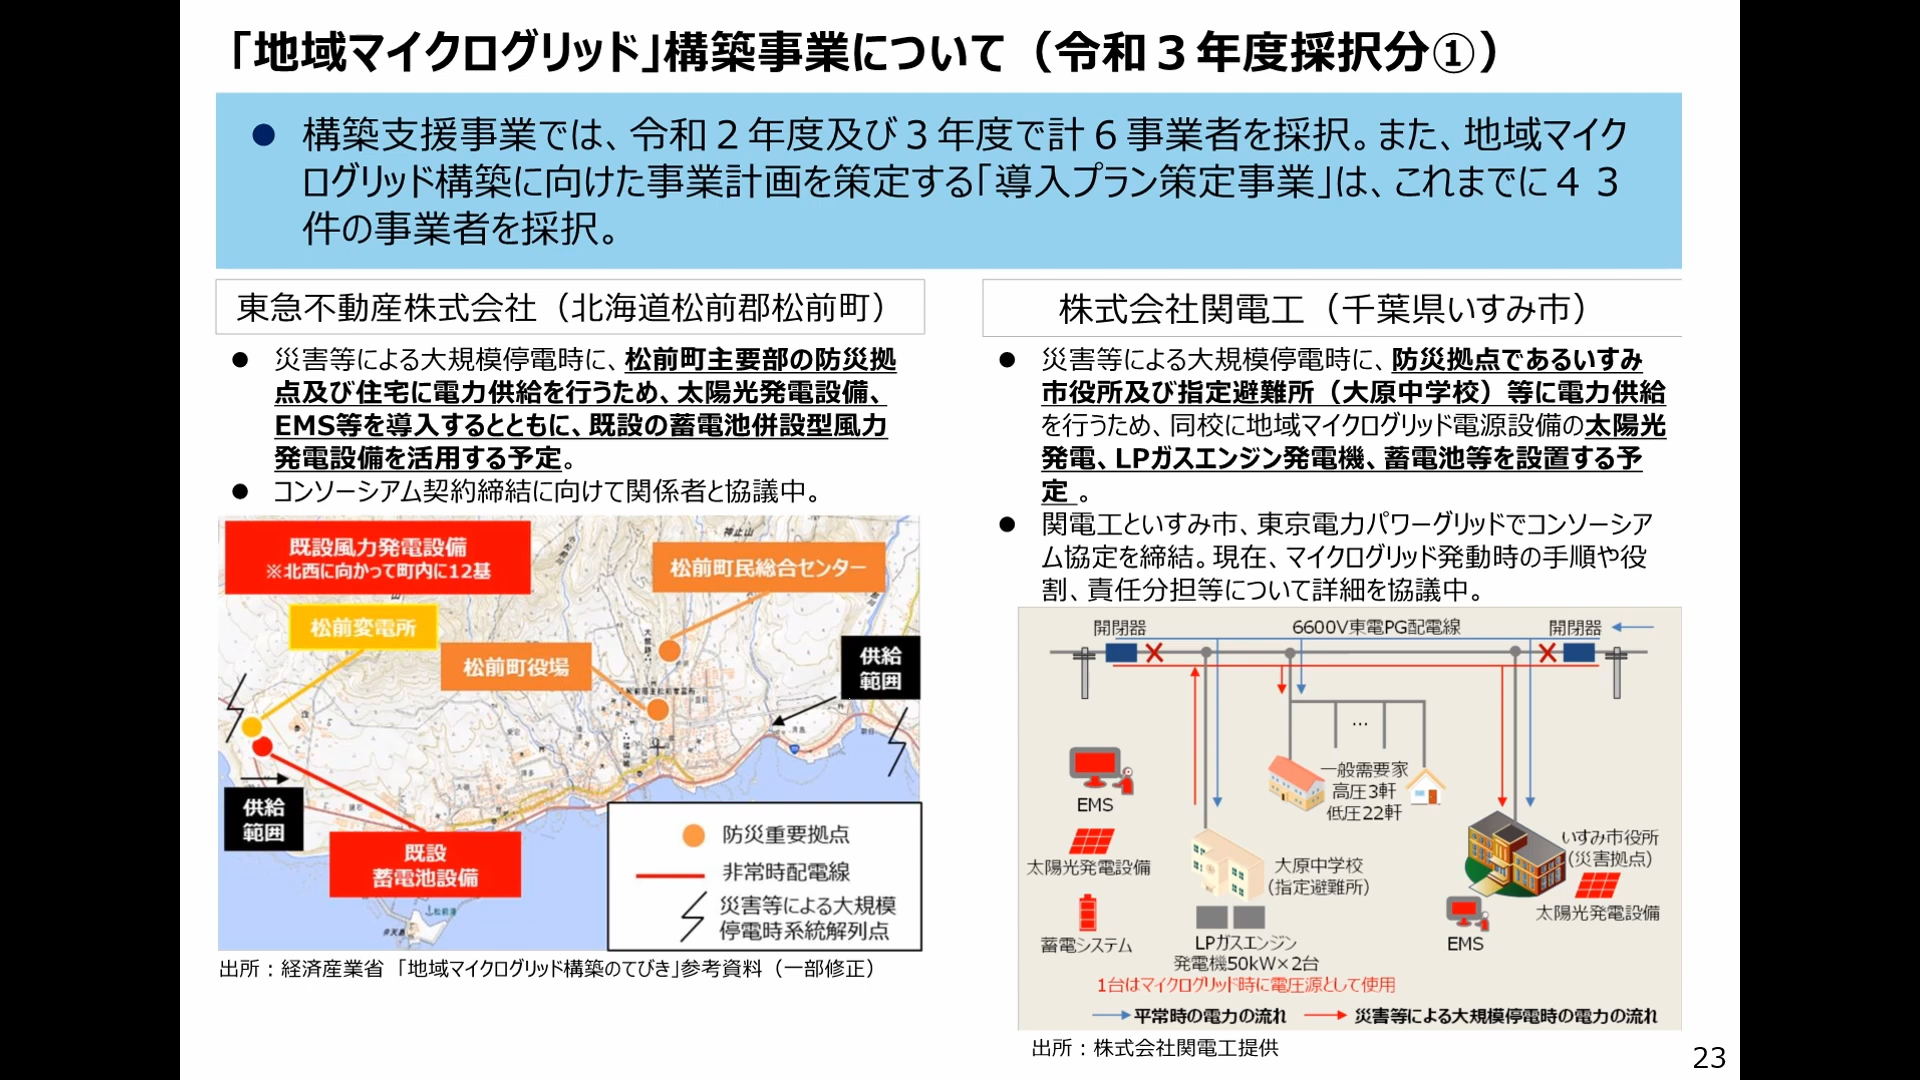 「地域マイクログリッド」構築事業について（令和３年度採択分①）
● 構築支援事業では、令和２年度及び３年度で計６事業者を採択。また、地域マイク
ログリッド構築に向けた事業計画を策定する「導入プラン策定事業」は、これまでに４３
件の事業者を採択。
東急不動産株式会社（北海道松前郡松前町）
● 災害等による大規模停電時に、松前町主要部の防災拠
点及び住宅に電力供給を行うため、太陽光発電設備、
EMS等を導入するとともに、既設の蓄電池併設型風力
発電設備を活用する予定。
● コンソーシアム契約締結に向けて関係者と協議中。
既設風力発電設備
※北西に向かって町内に12基
神止山
松前町民総合センター
松前変電所
松前町役場
供給
範囲
供給
範囲
既設
蓄電池設備
松前港
弁天島
防災重要拠点
非常時配電線
災害等による大規模
停電時系統解列点
出所：経済産業省 「地域マイクログリッド構築のてびき」参考資料（一部修正）
株式会社関電工（千葉県いすみ市）
● 災害等による大規模停電時に、防災拠点であるいすみ
市役所及び指定避難所（大原中学校）等に電力供給
を行うため、同校に地域マイクログリッド電源設備の太陽光
発電、LPガスエンジン発電機、蓄電池等を設置する予
定 。
● 関電工といすみ市、東京電力パワーグリッドでコンソーシア
ム協定を締結。現在、マイクログリッド発動時の手順や役
割、責任分担等について詳細を協議中。
開閉器
6600V東電PG配電線
開閉器
…
一般需要家
高圧3軒
低圧22軒
EMS
太陽光発電設備
蓄電システム
大原中学校
（指定避難所）
LPガスエンジン
発電機50kW×2台
1台はマイクログリッド時に電圧源として使用
いすみ市役所
（災害拠点）
太陽光発電設備
EMS
平常時の電力の流れ
災害等による大規模停電時の電力の流れ
出所：株式会社関電工提供
23